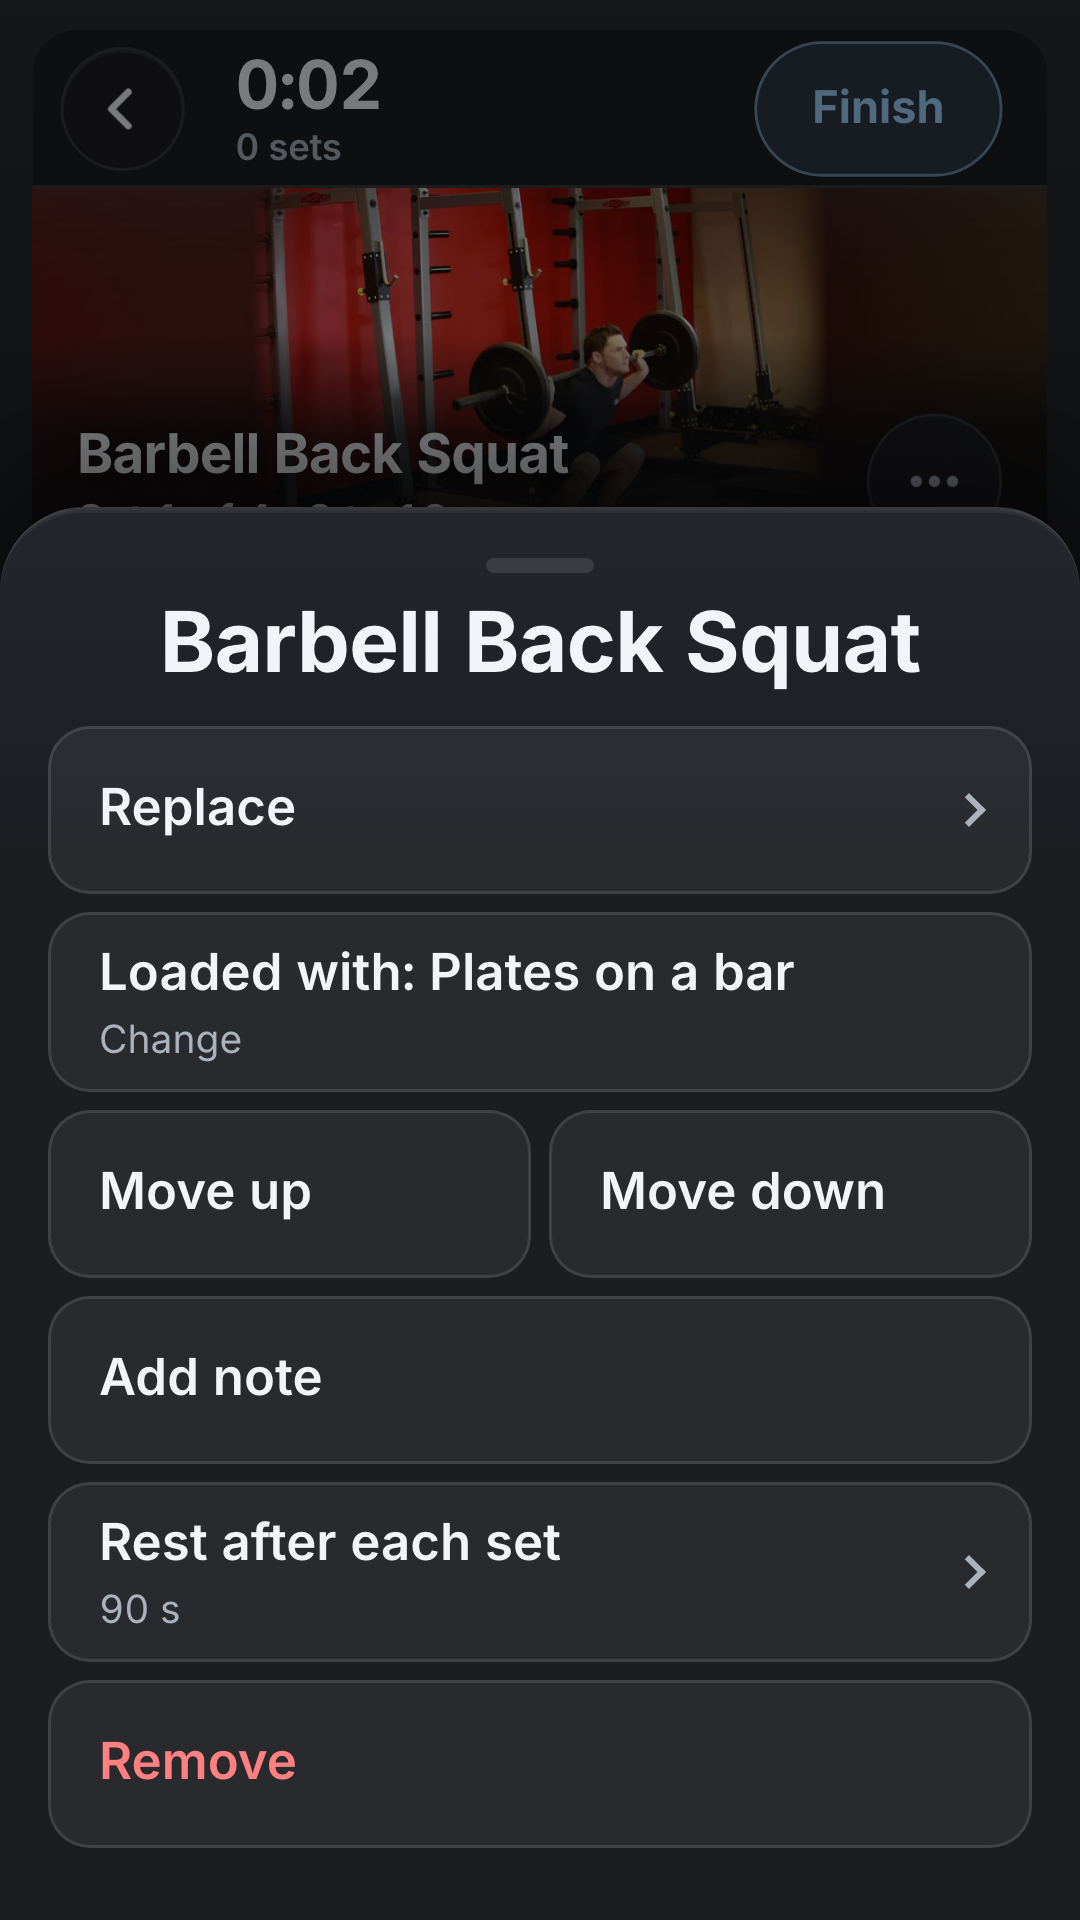 0:02
0 sets
Finish
Barbell Back Squat
Barbell Back Squat
Replace
Loaded with: Plates on a bar
Change
Move up
Move down
Add note
Rest after each set
90 s
Remove